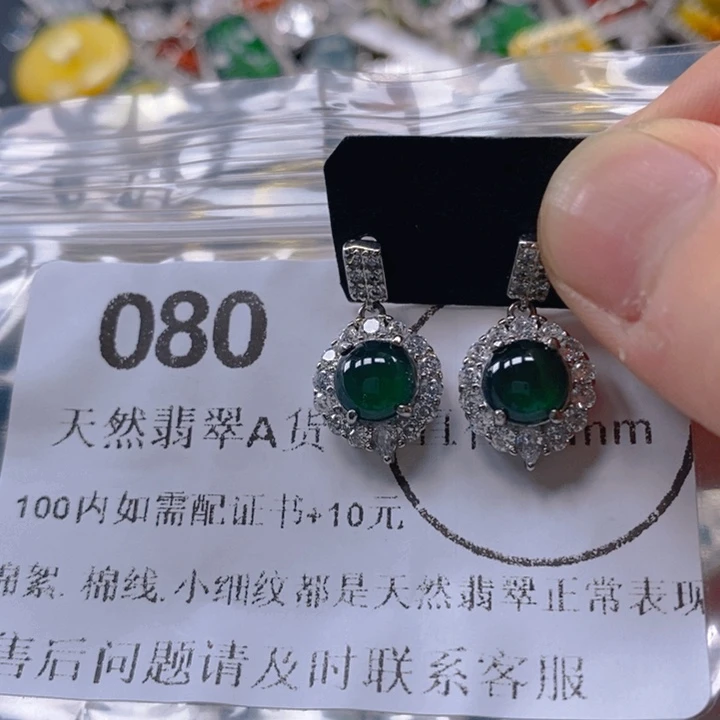 080
天然翡翠A货 mm
100内如需配证书+10元
棉絮.棉线.小细纹都是天然翡翠正常表现
售后问题请及时联系客服